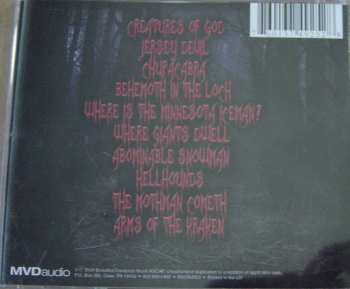 CREATURES OF GOD
JERSEY DEVIL
CHUPACABRA
BEHEMOTH IN THE LOCH
WHERE IS THE MINNESOTA ICEMAN?
WHERE GIANTS DWELL
ABOMINABLE SNOWMAN
HELLHOUNDS
THE MOTHMAN COMETH
ARMS OF THE KRAKEN
MVDaudio